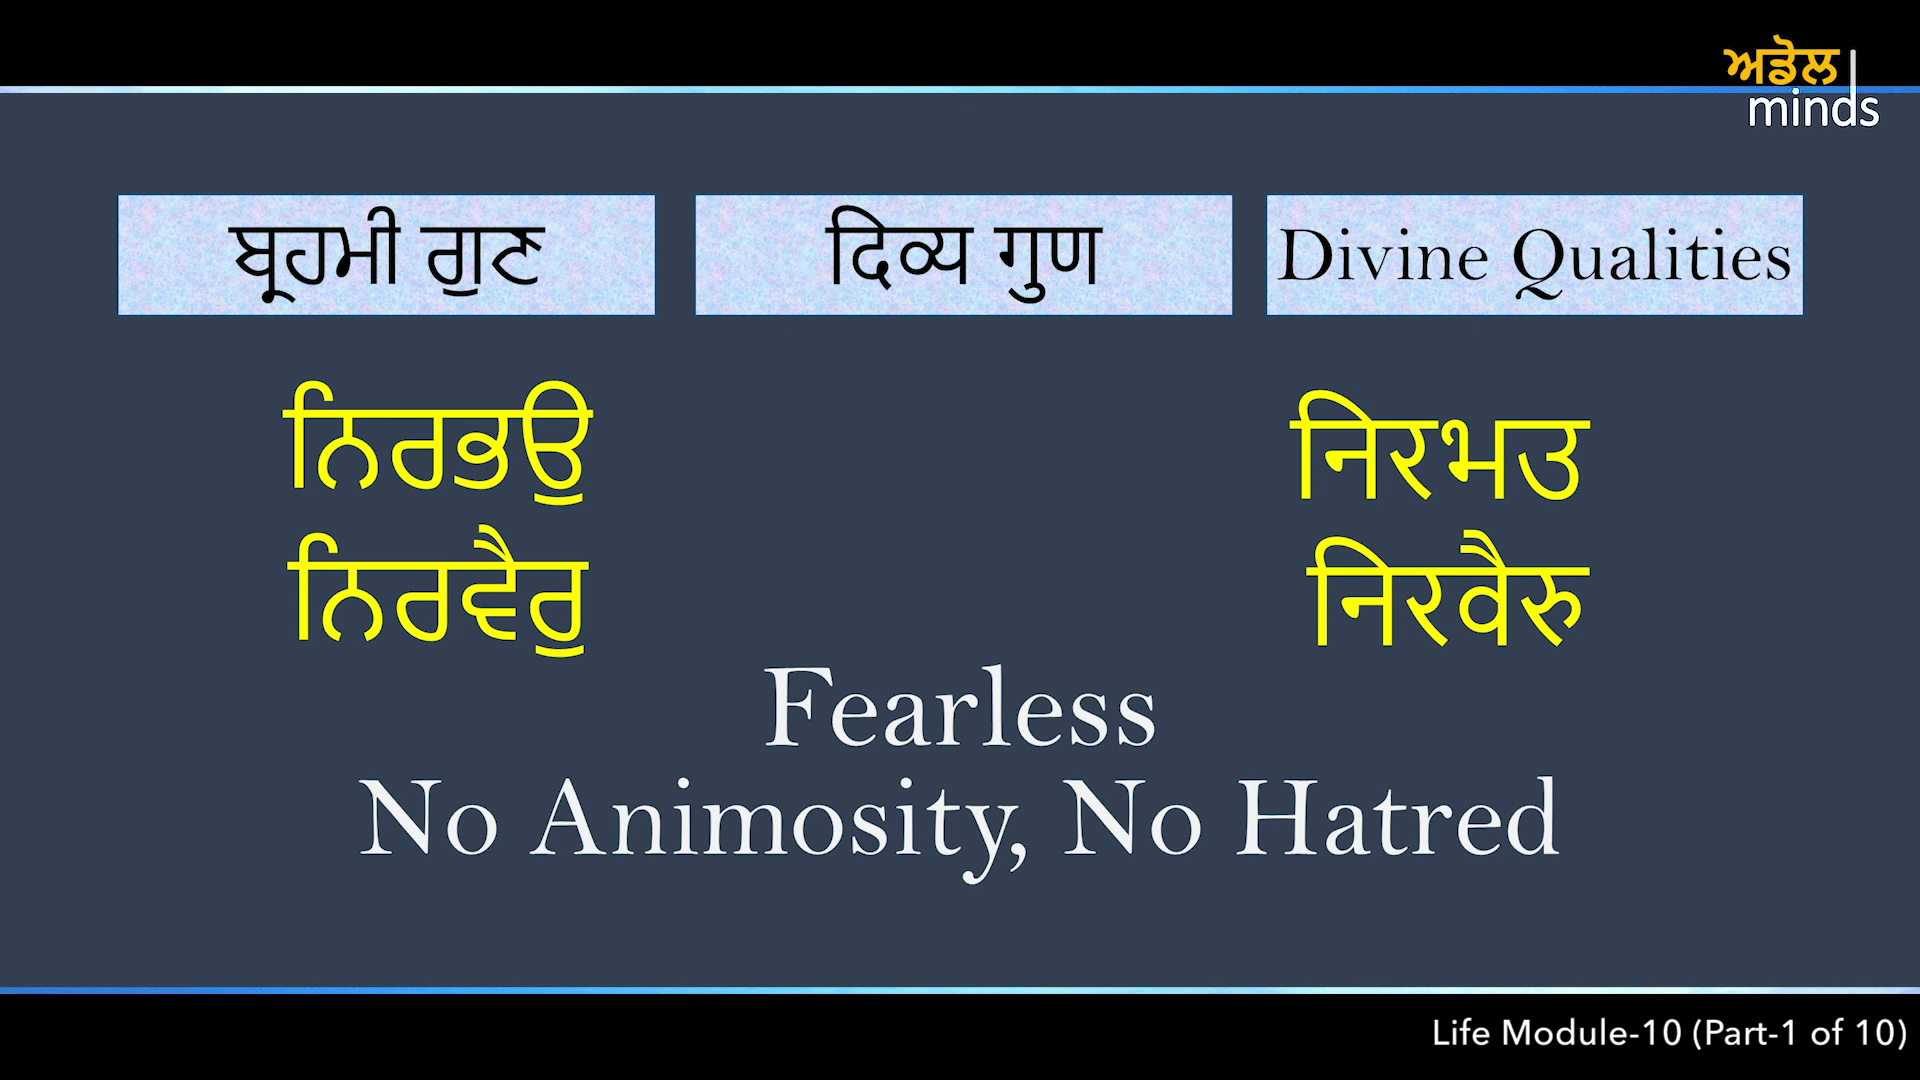 ਅਡੋਲ
minds
ਬ੍ਰਹਮੀ ਗੁਣ
दिव्य गुण
Divine Qualities
ਨਿਰਭਉ
निरभउ
ਨਿਰਵੈਰੁ
निरवैरु
Fearless
No Animosity, No Hatred
Life Module-10 (Part-1 of 10)